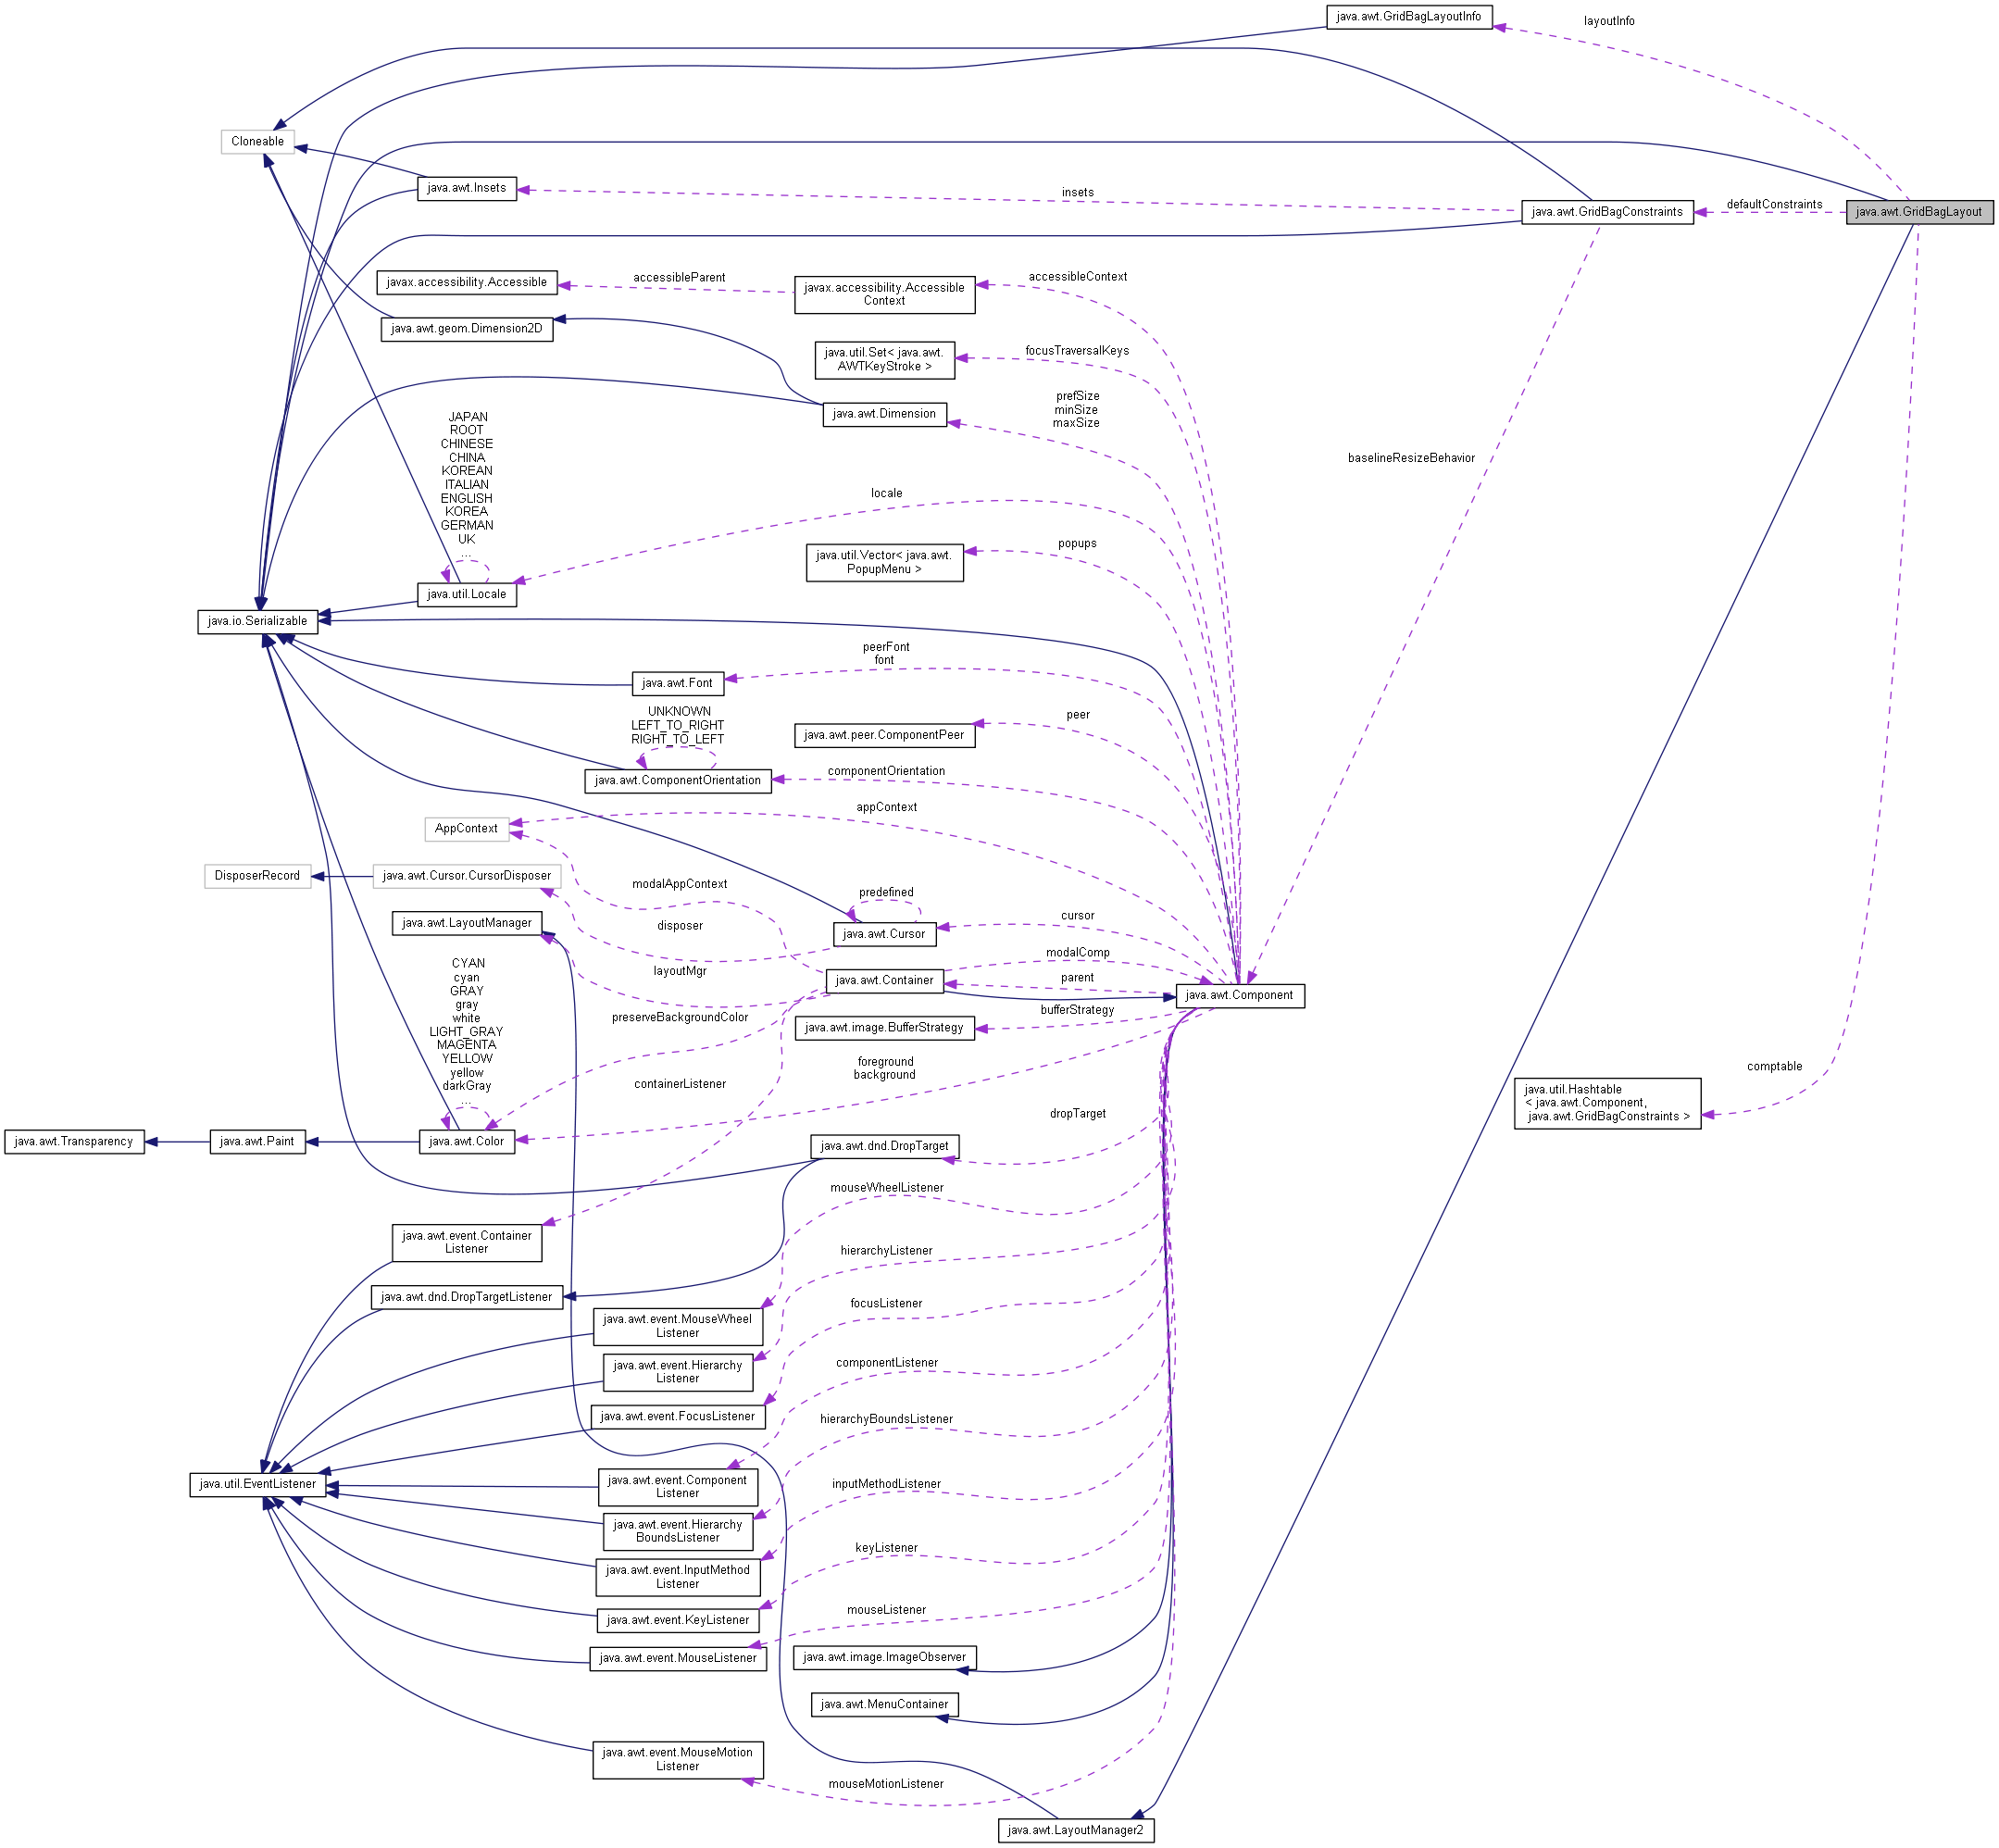 java.awt.GridBagLayoutInfo
layoutInfo
Cloneable
java.awt.Insets
insets
java.awt.GridBagConstraints
defaultConstraints
java.awt.GridBagLayout
javax.accessibility.Accessible
accessibleParent
javax.accessibility.Accessible
Context
accessibleContext
java.awt.geom.Dimension2D
java.util.Set< java.awt.
AWTKeyStroke >
focusTraversalKeys
java.awt.Dimension
prefSize
minSize
maxSize
baselineResizeBehavior
JAPAN
ROOT
CHINESE
CHINA
KOREAN
ITALIAN
ENGLISH
KOREA
GERMAN
UK
...
locale
java.util.Vector< java.awt.
PopupMenu >
popups
java.util.Locale
java.io.Serializable
peerFont
font
java.awt.Font
UNKNOWN
LEFT_TO_RIGHT
RIGHT_TO_LEFT
java.awt.peer.ComponentPeer
peer
java.awt.ComponentOrientation
componentOrientation
AppContext
appContext
DisposerRecord
java.awt.Cursor.CursorDisposer
modalAppContext
predefined
java.awt.LayoutManager
disposer
java.awt.Cursor
cursor
layoutMgr
java.awt.Container
modalComp
parent
java.awt.Component
CYAN
cyan
GRAY
gray
white
LIGHT_GRAY
MAGENTA
YELLOW
yellow
darkGray
...
preserveBackgroundColor
java.awt.image.BufferStrategy
bufferStrategy
containerListener
foreground
background
comptable
java.util.Hashtable
< java.awt.Component,
java.awt.GridBagConstraints >
java.awt.Transparency
java.awt.Paint
java.awt.Color
java.awt.dnd.DropTarget
dropTarget
mouseWheelListener
java.awt.event.Container
Listener
hierarchyListener
java.awt.dnd.DropTargetListener
focusListener
java.awt.event.MouseWheel
Listener
java.awt.event.Hierarchy
Listener
componentListener
java.awt.event.FocusListener
hierarchyBoundsListener
java.util.EventListener
java.awt.event.Component
Listener
inputMethodListener
java.awt.event.Hierarchy
BoundsListener
keyListener
java.awt.event.InputMethod
Listener
java.awt.event.KeyListener
mouseListener
java.awt.event.MouseListener
java.awt.image.ImageObserver
java.awt.MenuContainer
java.awt.event.MouseMotion
Listener
mouseMotionListener
java.awt.LayoutManager2